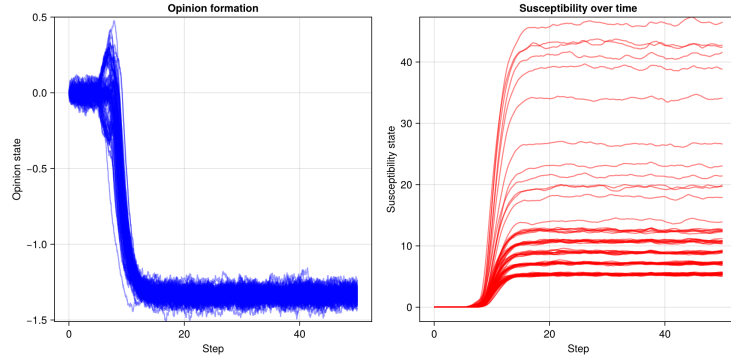 Opinion formation
0.5
0.0
−0.5
−1.0
−1.5
Opinion state
0
20
40
Step
Susceptibility over time
40
30
20
10
0
Susceptibility state
0
20
40
Step